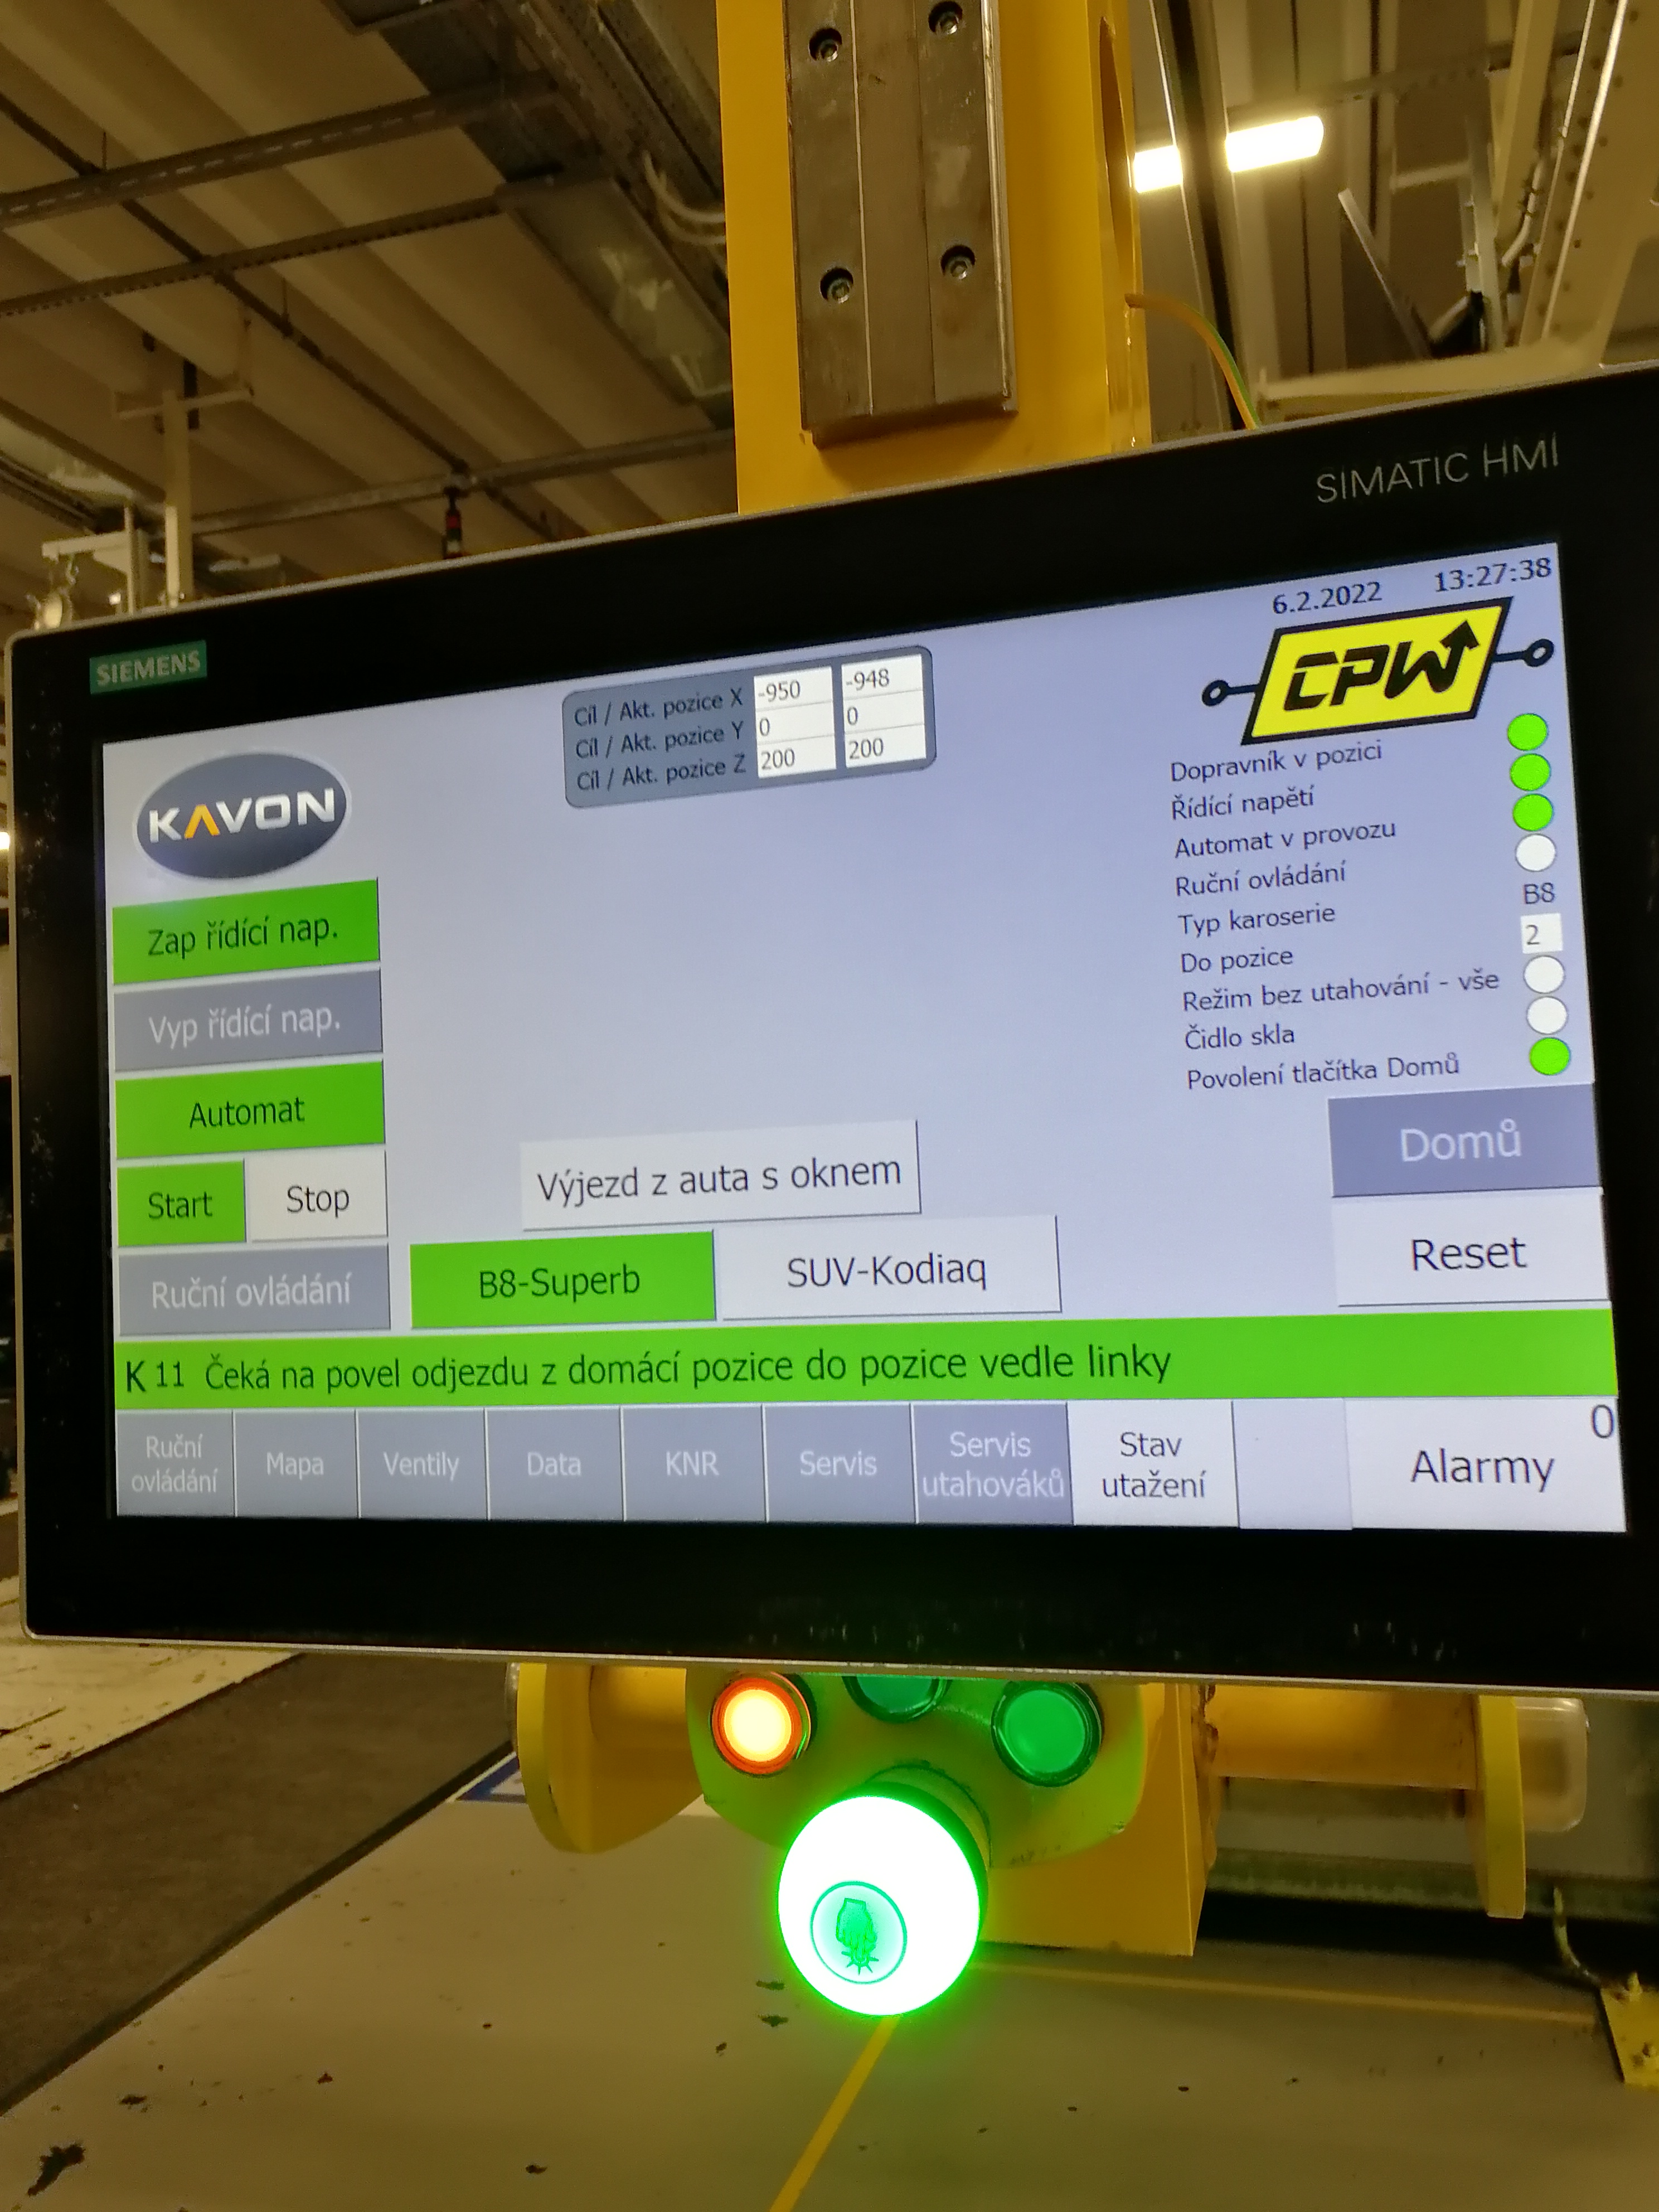 SIMATIC HMI
SIEMENS
6.2.2022 13:27:38
CPW
KAVON
Cíl / Akt. pozice X -950 -948
Cíl / Akt. pozice Y 0 0
Cíl / Akt. pozice Z 200 200
Dopravník v pozici
Řídící napětí
Automat v provozu
Ruční ovládání
Typ karoserie B8
Do pozice 2
Režim bez utahování - vše
Čidlo skla
Povolení tlačítka Domů
Zap řídící nap.
Vyp řídící nap.
Automat
Start Stop
Ruční ovládání
Výjezd z auta s oknem
B8-Superb SUV-Kodiaq
Domů
Reset
K 11 Čeká na povel odjezdu z domácí pozice do pozice vedle linky
Ruční
ovládání
Mapa
Ventily
Data
KNR
Servis
Servis
utahováků
Stav
utažení
0
Alarmy